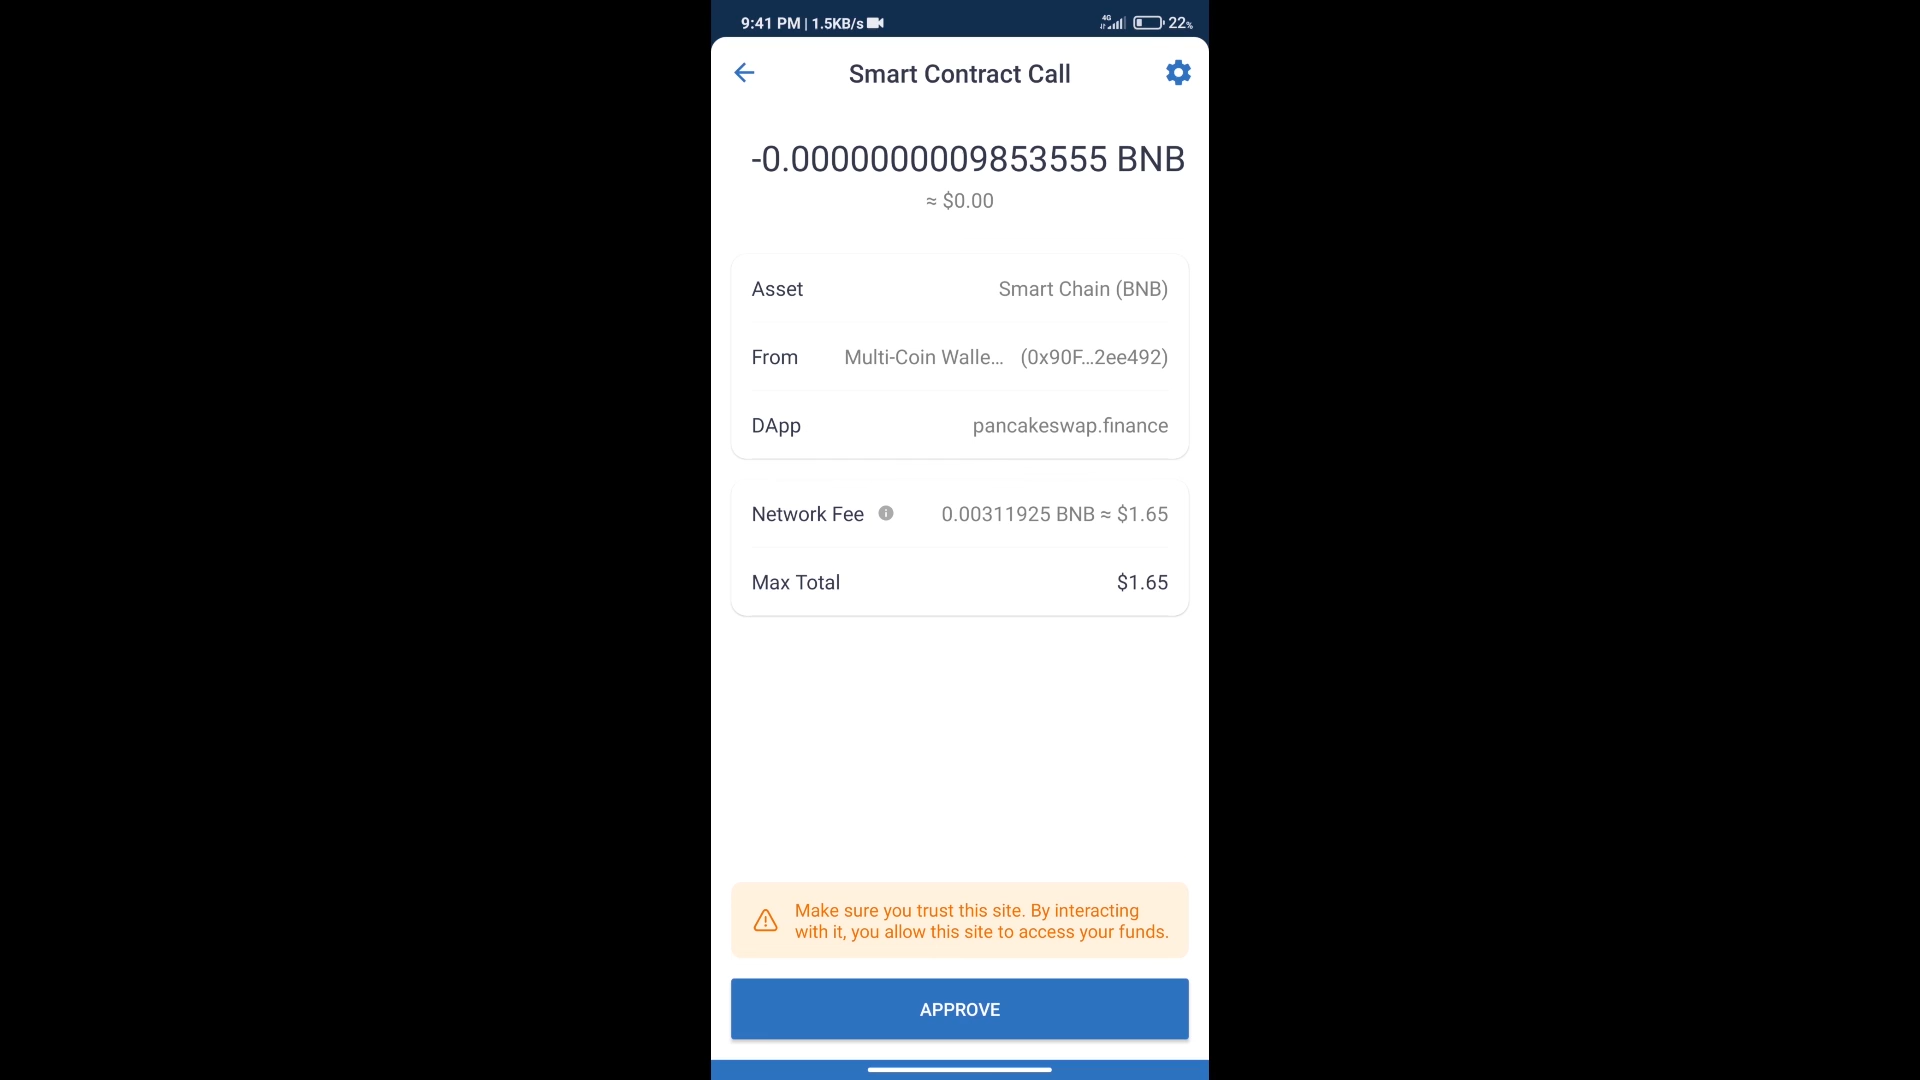 9:41 PM | 1.5KB/s 4G 22%
Smart Contract Call
-0.0000000009853555 BNB
≈ $0.00
Asset Smart Chain (BNB)
From Multi-Coin Walle... (0x90F...2ee492)
DApp pancakeswap.finance
Network Fee 0.00311925 BNB ≈ $1.65
Max Total $1.65
Make sure you trust this site. By interacting
with it, you allow this site to access your funds.
APPROVE